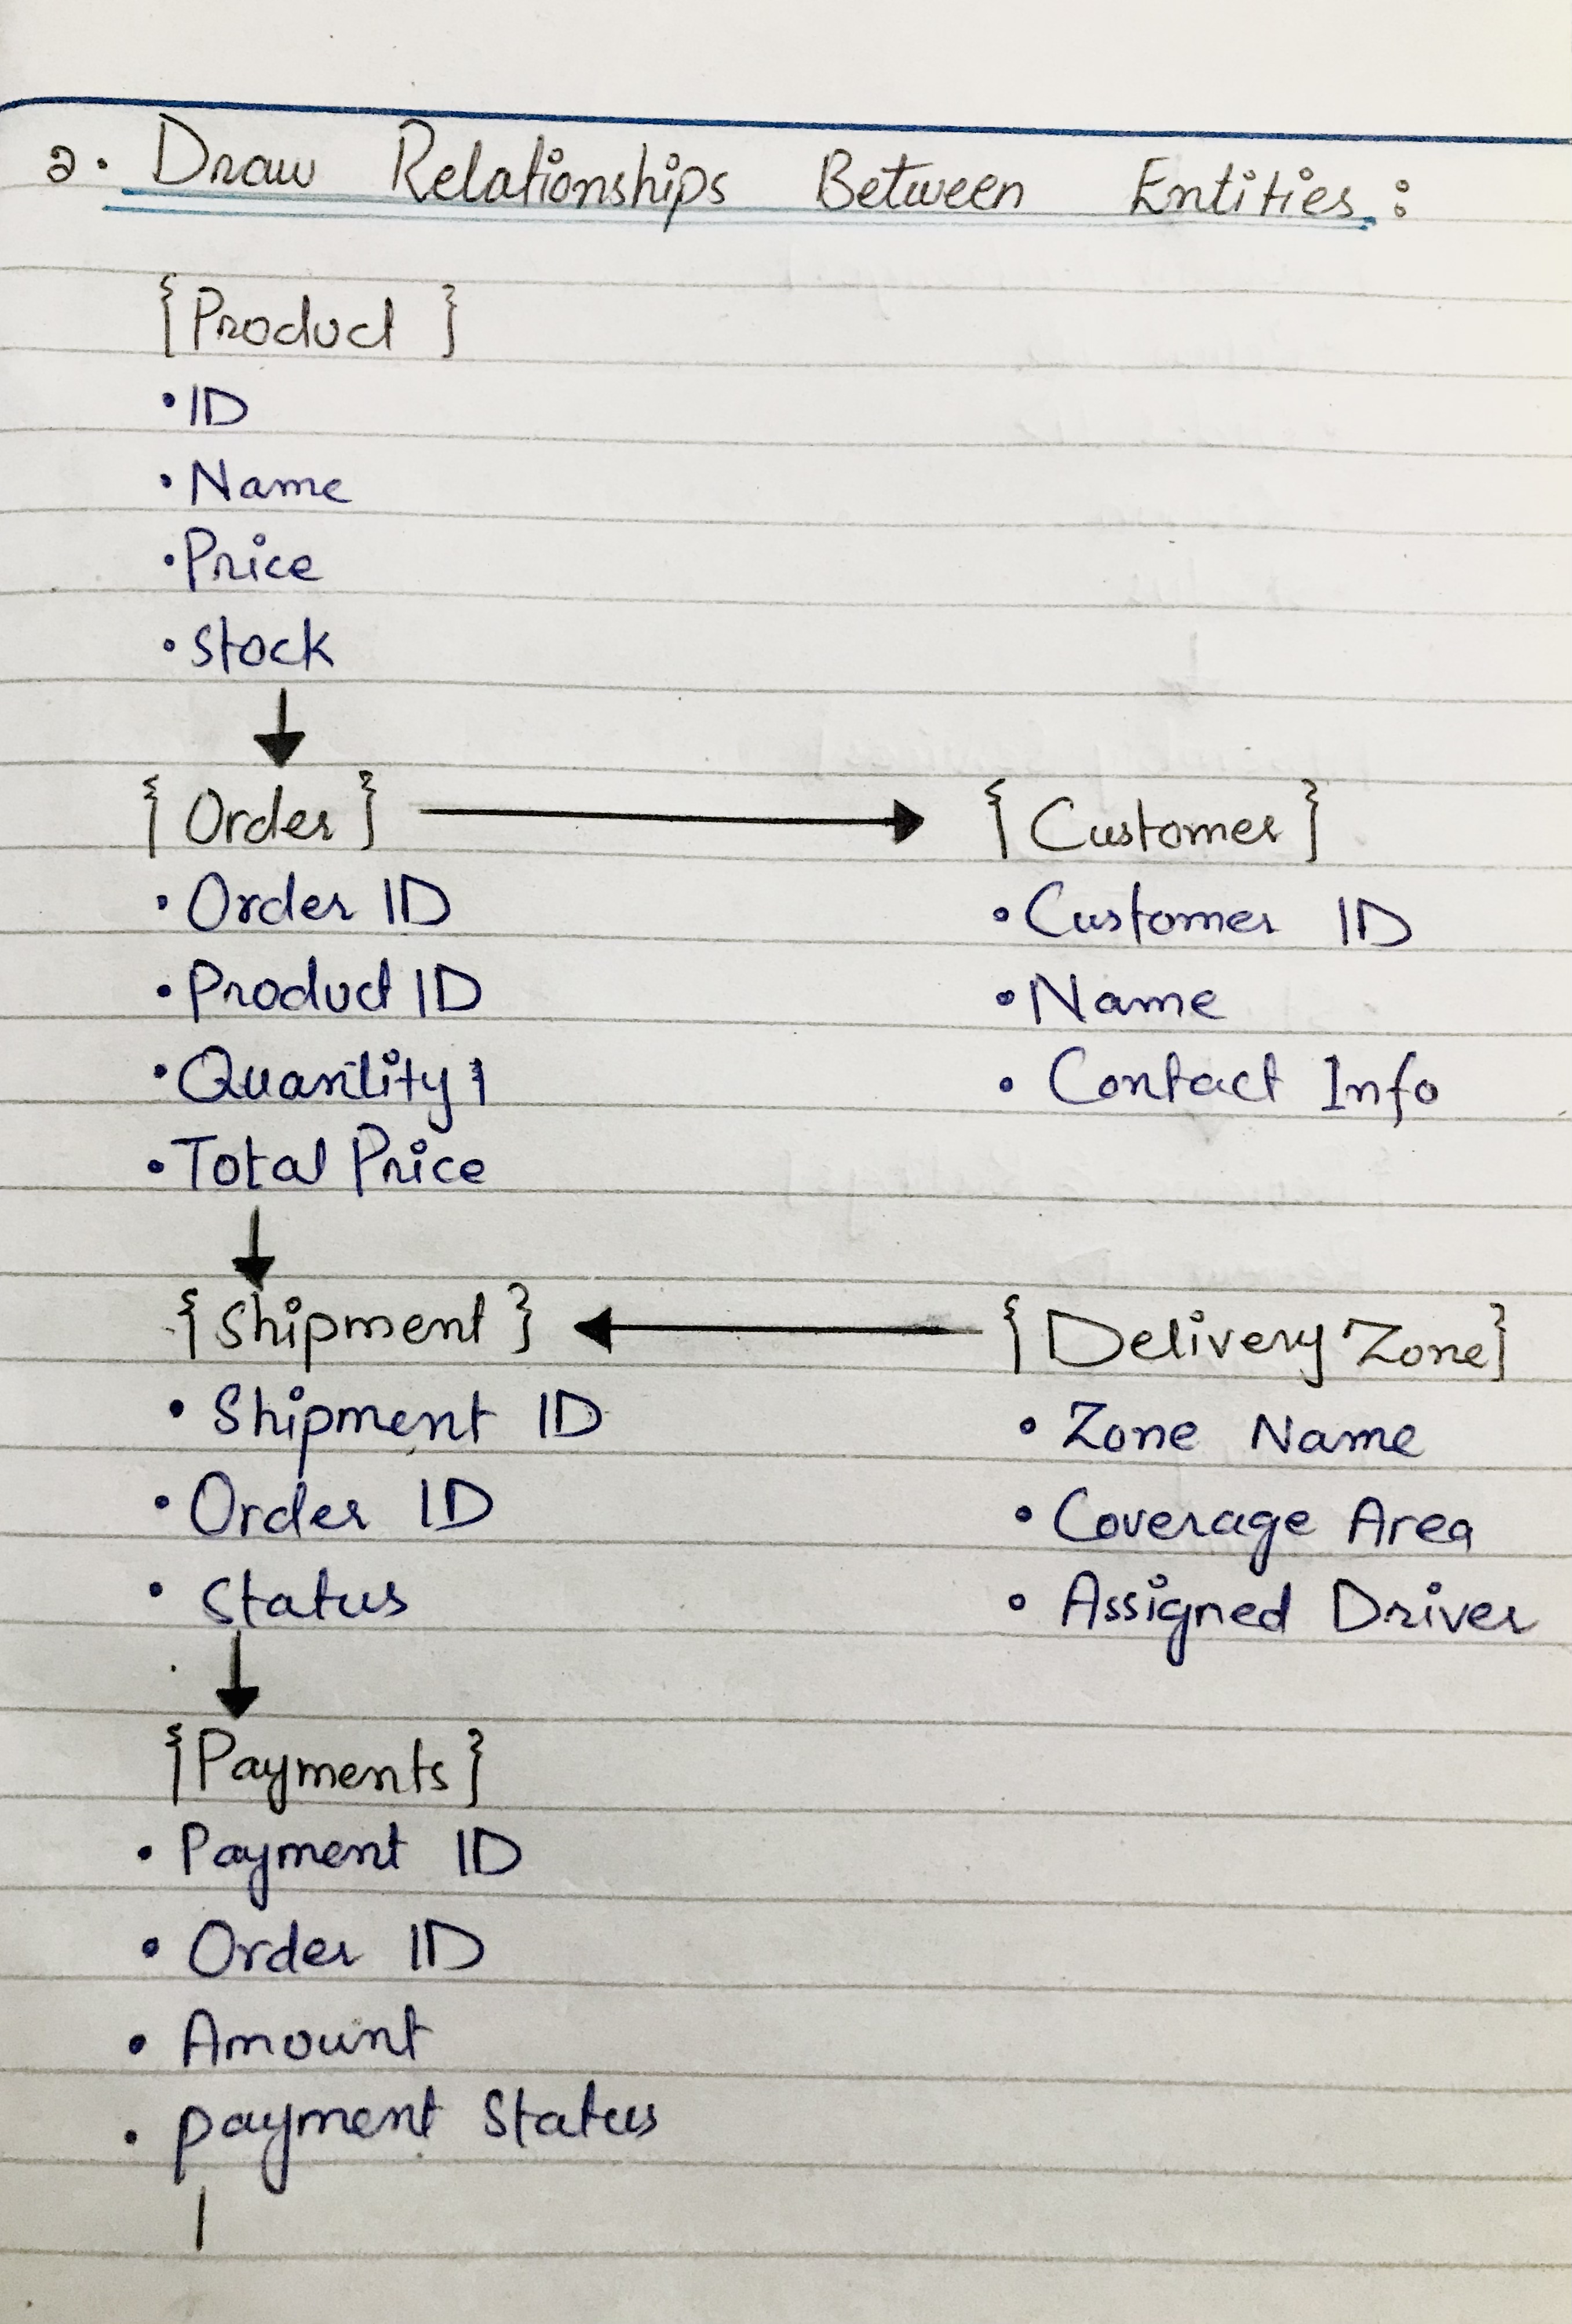 a. Draw Relationships Between Entities:
{Product }
• ID
• Name
• Price
• Stock
{ Order }
• Order ID
• Product ID
• Quantity
• Total Price
{ Customer }
• Customer ID
• Name
• Contact Info
{ Shipment }
• Shipment ID
• Order ID
• Status
{ Delivery Zone}
• Zone Name
• Coverage Area
• Assigned Driver
{Payments}
• Payment ID
• Order ID
• Amount
• payment Status